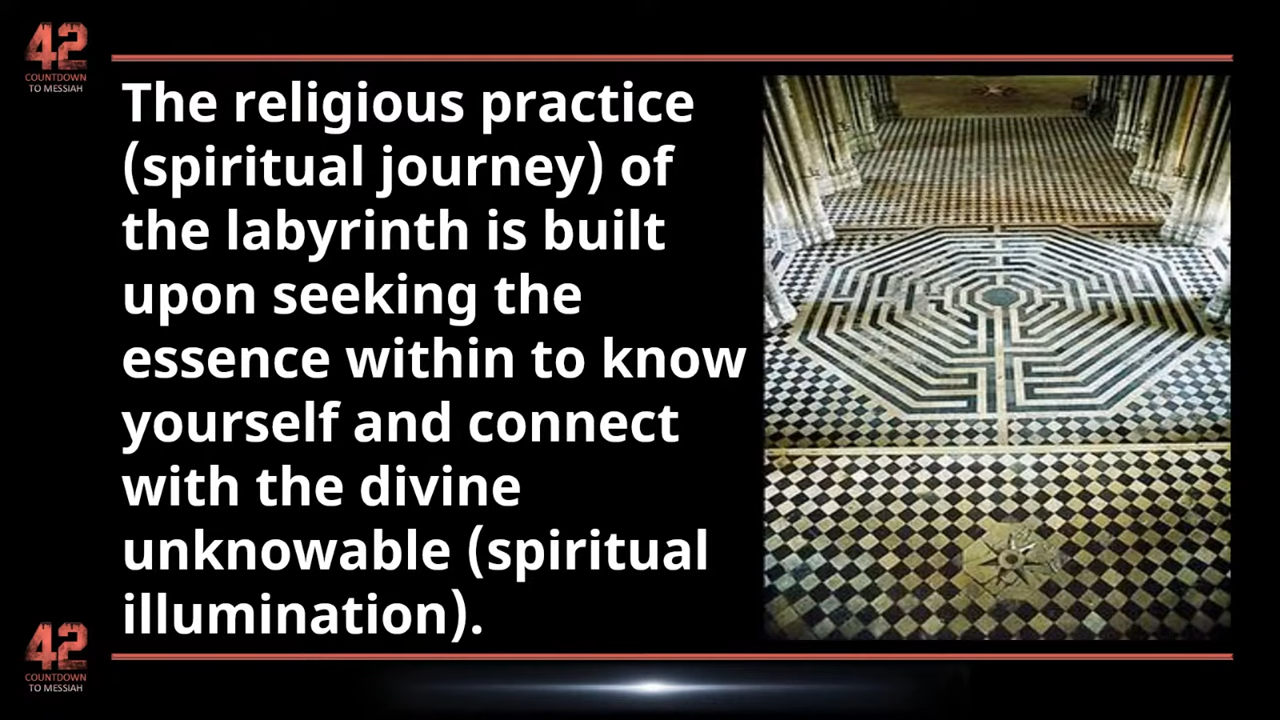 42
COUNTDOWN
TO MESSIAH
The religious practice
(spiritual journey) of
the labyrinth is built
upon seeking the
essence within to know
yourself and connect
with the divine
unknowable (spiritual
illumination).
42
COUNTDOWN
TO MESSIAH